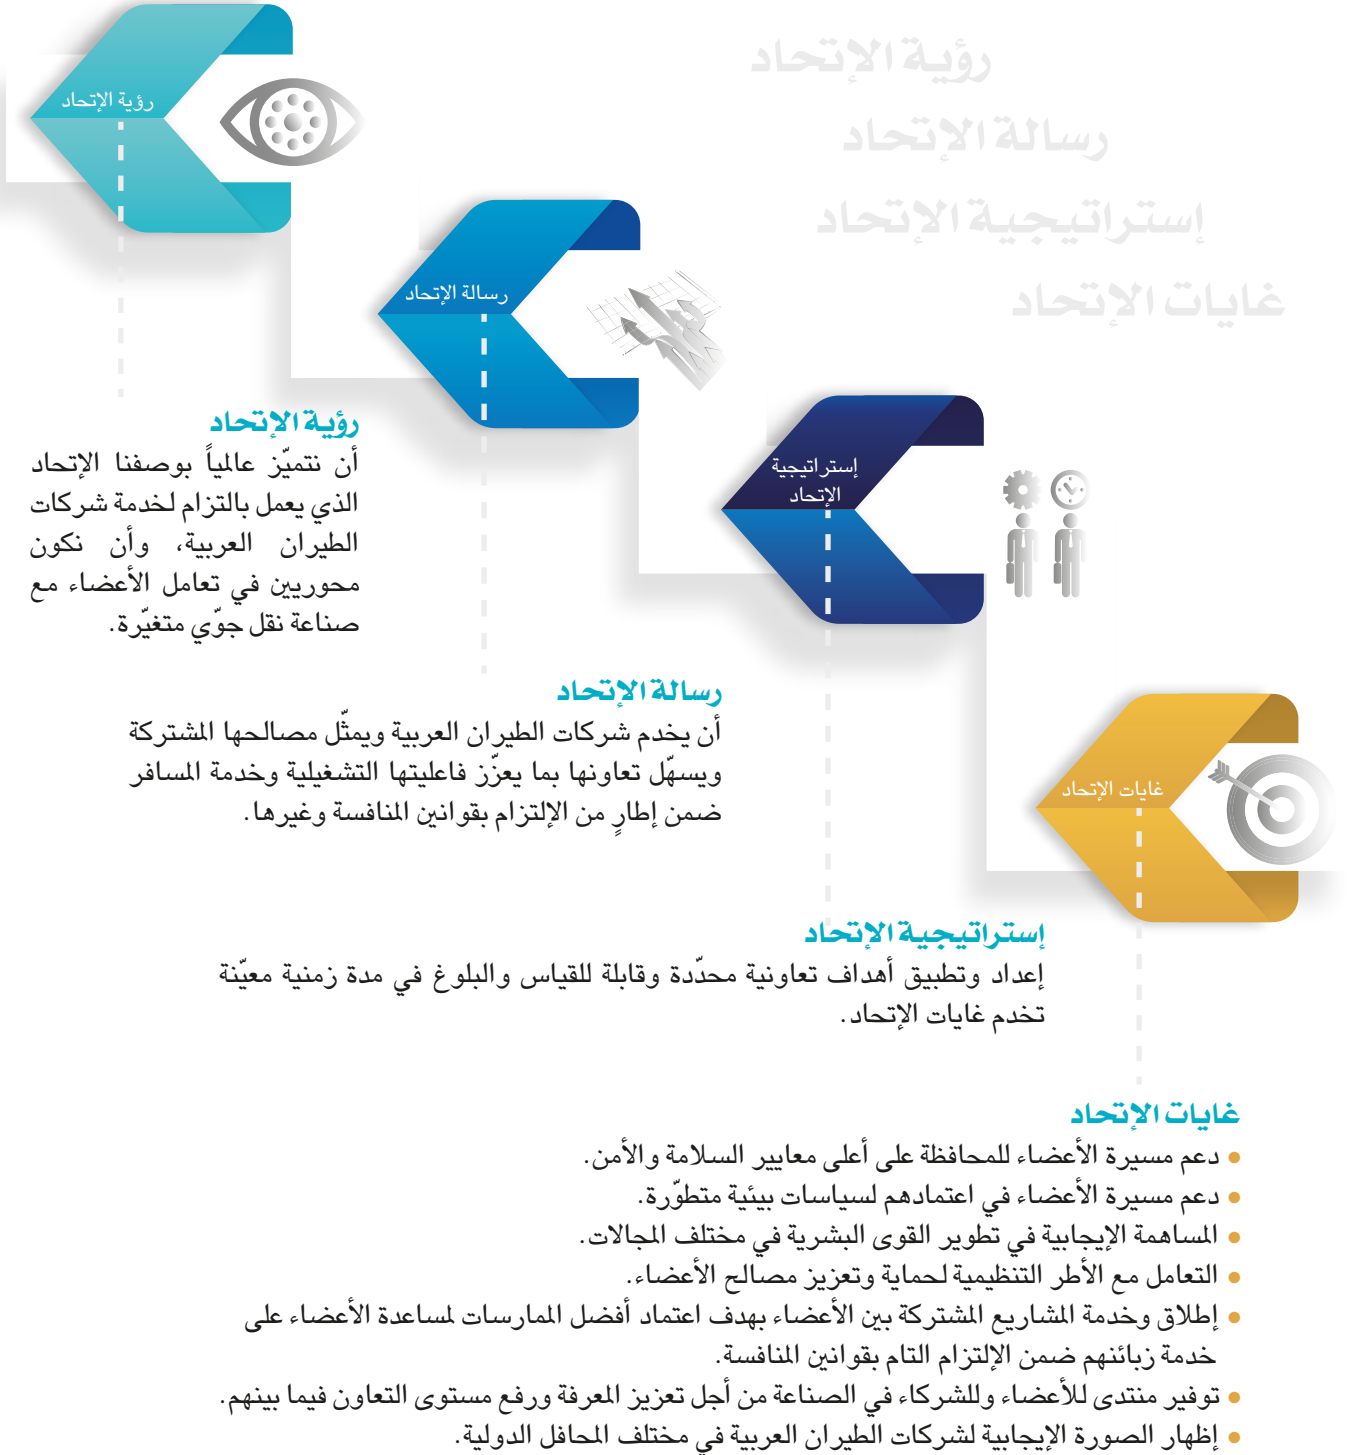 رؤية الإتحاد
رسالة الإتحاد
إستراتيجية الإتحاد
غايات الإتحاد
رؤية الإتحاد
رسالة الإتحاد
إستراتيجية
الإتحاد
غايات الإتحاد
رؤية الإتحاد
أن نتميّز عالمياً بوصفنا الإتحاد
الذي يعمل بالتزام لخدمة شركات
الطيران العربية، وأن نكون
محوريين في تعامل الأعضاء مع
صناعة نقل جوّي متغيّرة.
رسالة الإتحاد
أن يخدم شركات الطيران العربية ويمثّل مصالحها المشتركة
ويسهّل تعاونها بما يعزّز فاعليتها التشغيلية وخدمة المسافر
ضمن إطارٍ من الإلتزام بقوانين المنافسة وغيرها.
إستراتيجية الإتحاد
إعداد وتطبيق أهداف تعاونية محدّدة وقابلة للقياس والبلوغ في مدة زمنية معيّنة
تخدم غايات الإتحاد.
غايات الإتحاد
• دعم مسيرة الأعضاء للمحافظة على أعلى معايير السلامة والأمن.
• دعم مسيرة الأعضاء في اعتمادهم لسياسات بيئية متطوّرة.
• المساهمة الإيجابية في تطوير القوى البشرية في مختلف المجالات.
• التعامل مع الأطر التنظيمية لحماية وتعزيز مصالح الأعضاء.
• إطلاق وخدمة المشاريع المشتركة بين الأعضاء بهدف اعتماد أفضل الممارسات لمساعدة الأعضاء على
خدمة زبائنهم ضمن الإلتزام التام بقوانين المنافسة.
• توفير منتدى للأعضاء وللشركاء في الصناعة من أجل تعزيز المعرفة ورفع مستوى التعاون فيما بينهم.
• إظهار الصورة الإيجابية لشركات الطيران العربية في مختلف المحافل الدولية.